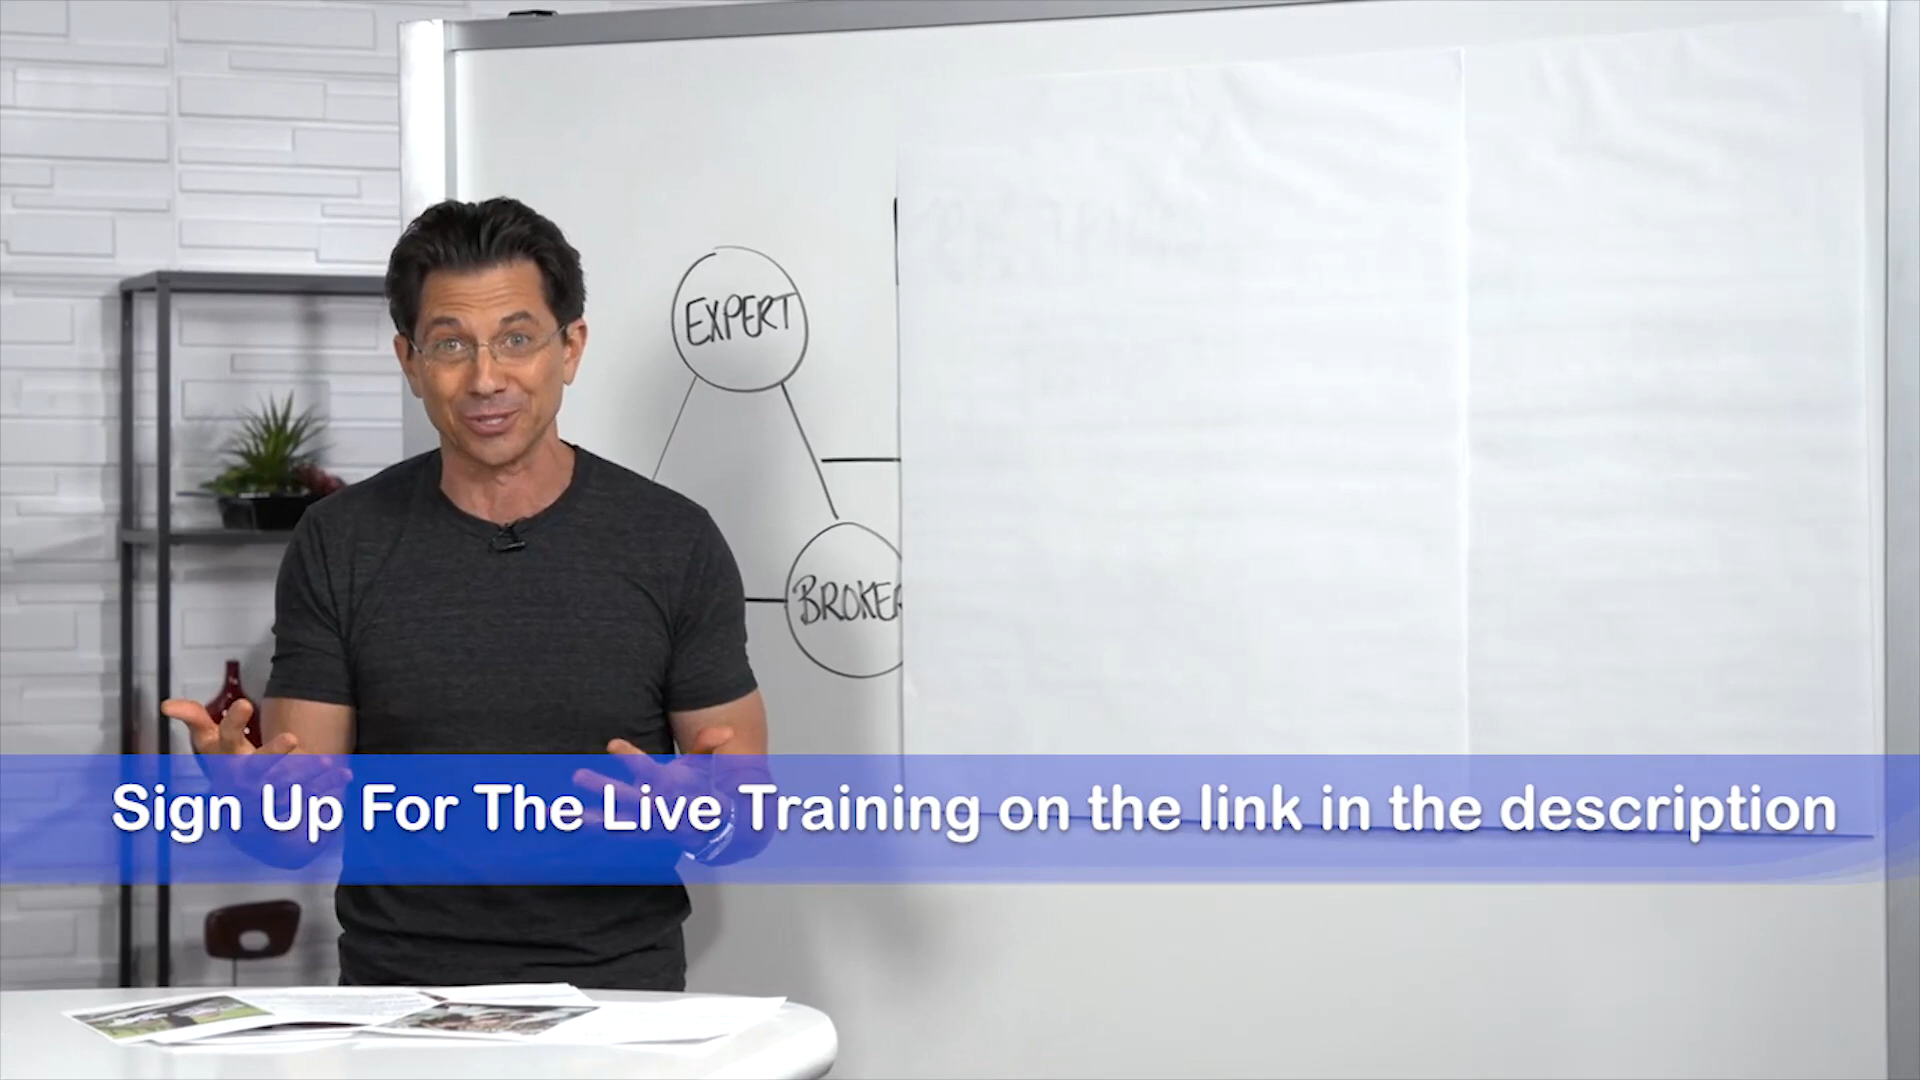 EXPERT
BROKER
Sign Up For The Live Training on the link in the description